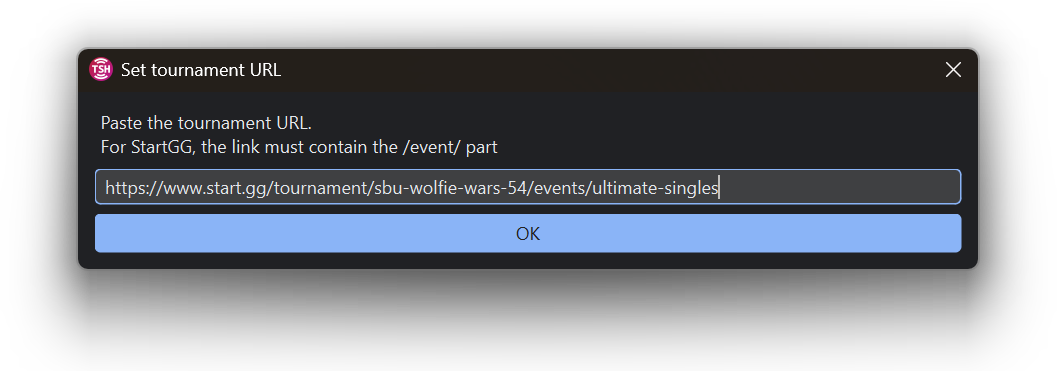 TSH Set tournament URL
Paste the tournament URL.
For StartGG, the link must contain the /event/ part
https://www.start.gg/tournament/sbu-wolfie-wars-54/events/ultimate-singles
OK